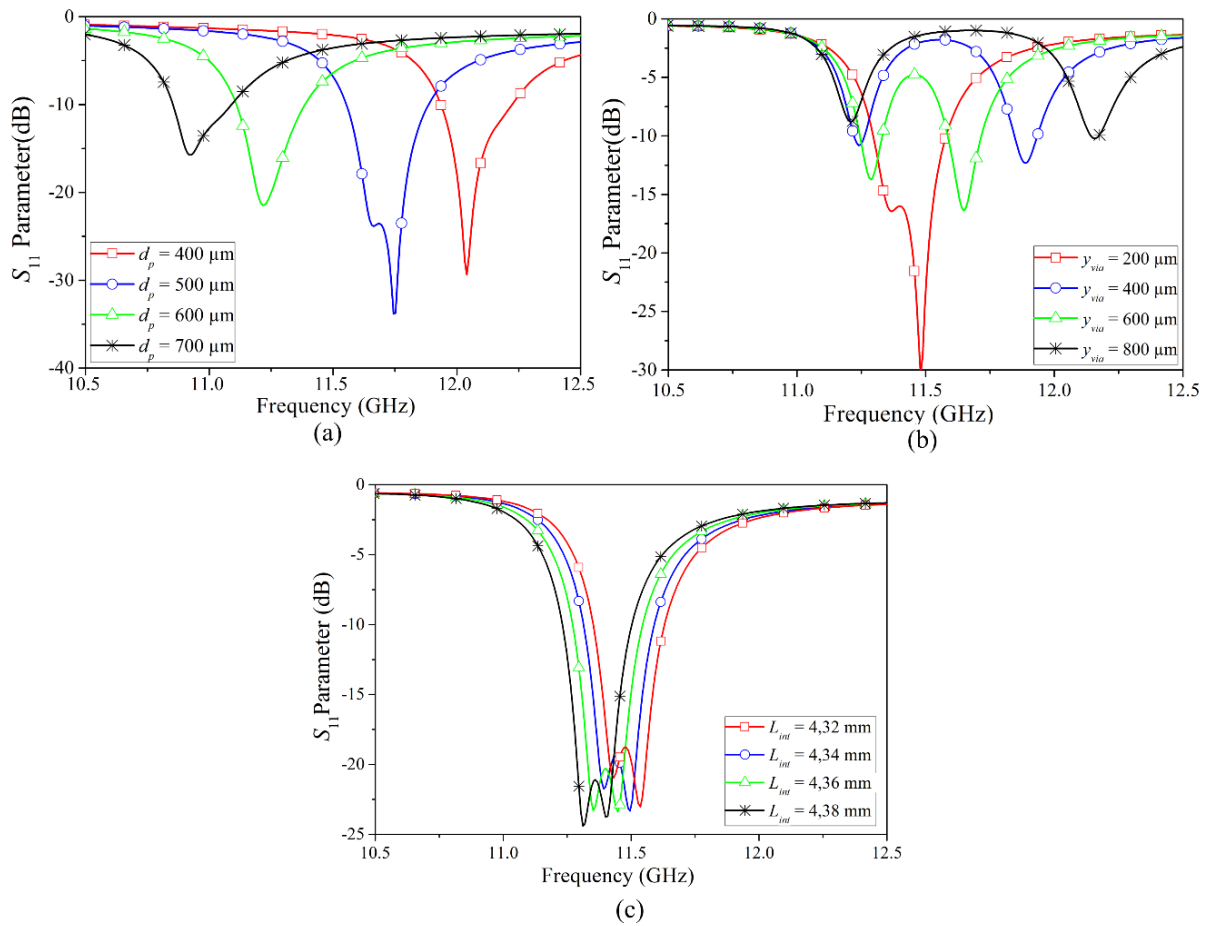 0
-10
-20
-30
-40
S11 Parameter(dB)
dp = 400 µm
dp = 500 µm
dp = 600 µm
dp = 700 µm
10.5 11.0 11.5 12.0 12.5
Frequency (GHz)
(a)
0
-5
-10
-15
-20
-25
-30
S11 Parameter(dB)
yvia = 200 µm
yvia = 400 µm
yvia = 600 µm
yvia = 800 µm
10.5 11.0 11.5 12.0 12.5
Frequency (GHz)
(b)
0
-5
-10
-15
-20
-25
S11 Parameter (dB)
Lint = 4,32 mm
Lint = 4,34 mm
Lint = 4,36 mm
Lint = 4,38 mm
10.5 11.0 11.5 12.0 12.5
Frequency (GHz)
(c)